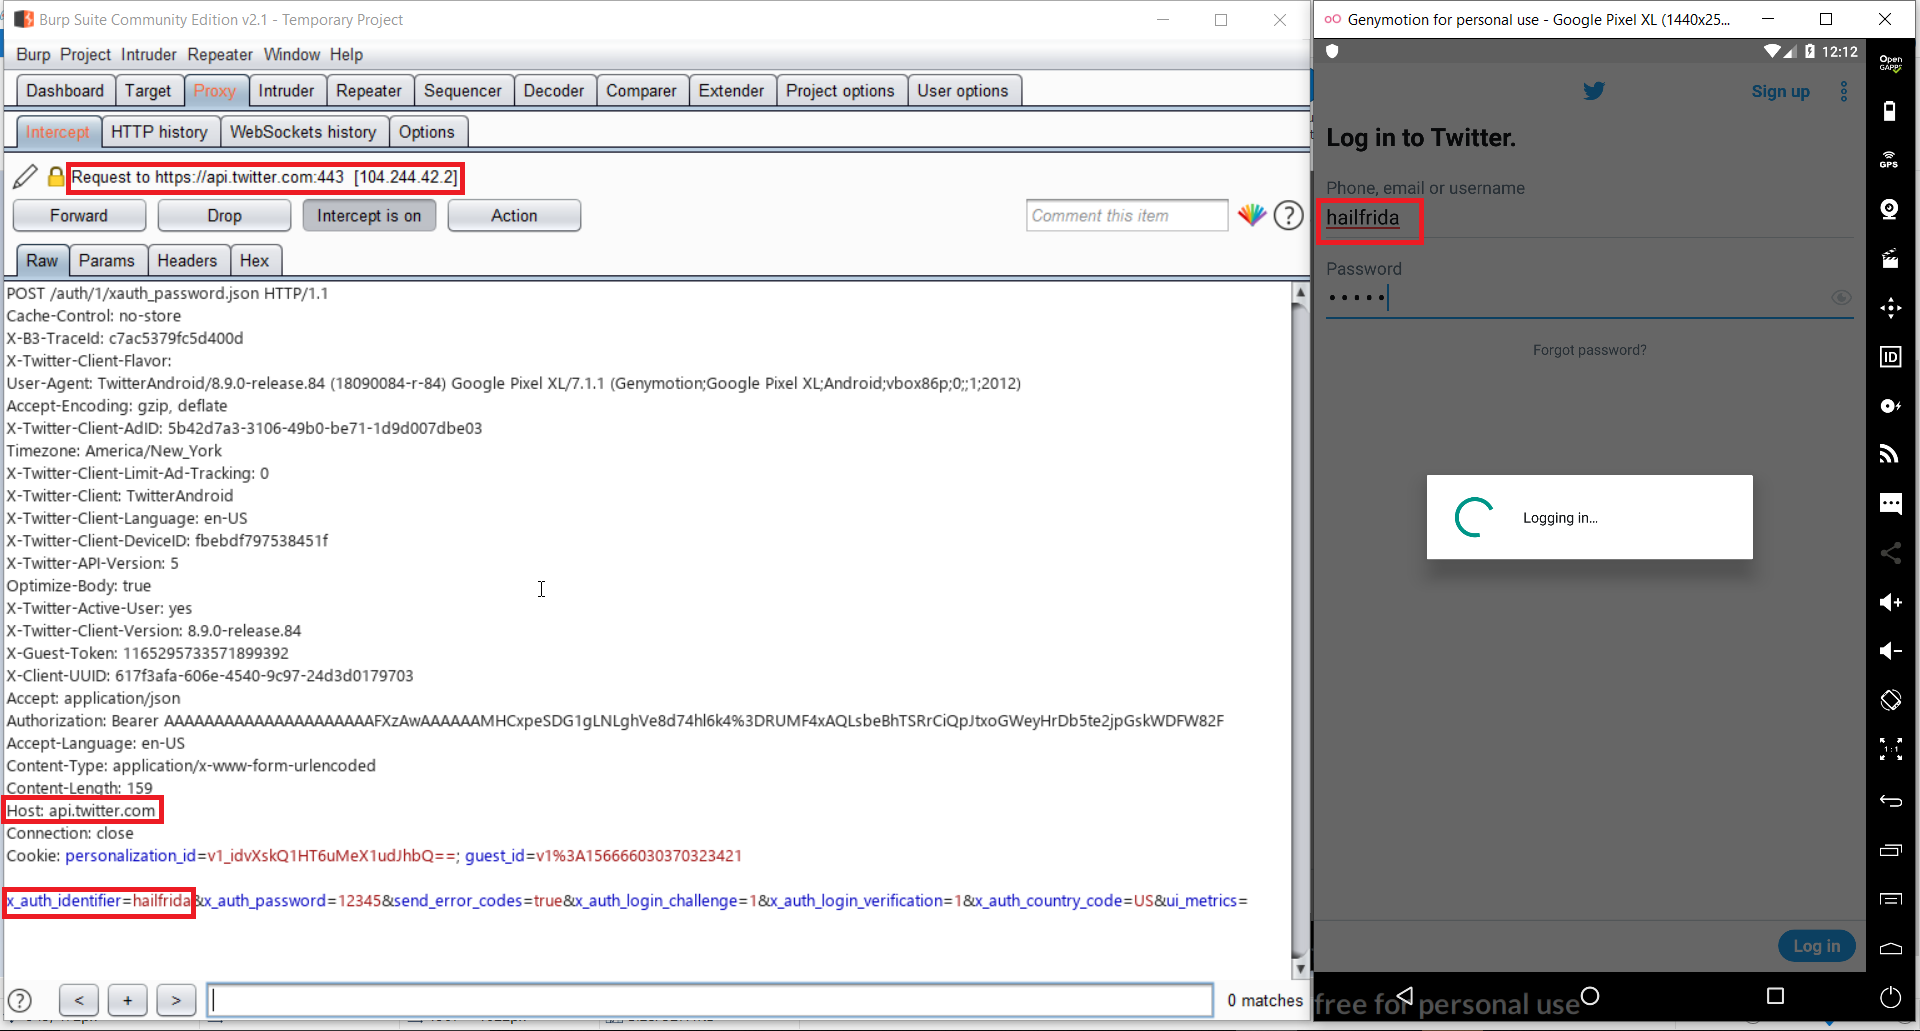 Burp Suite Community Edition v2.1 - Temporary Project
Burp Project Intruder Repeater Window Help
Dashboard Target Proxy Intruder Repeater Sequencer Decoder Comparer Extender Project options User options
Intercept HTTP history WebSockets history Options
Request to https://api.twitter.com:443 [104.244.42.2]
Forward Drop Intercept is on Action Comment this item ?
Raw Params Headers Hex
POST /auth/1/xauth_password.json HTTP/1.1
Cache-Control: no-store
X-B3-TraceId: c7ac5379fc5d400d
X-Twitter-Client-Flavor:
User-Agent: TwitterAndroid/8.9.0-release.84 (18090084-r-84) Google Pixel XL/7.1.1 (Genymotion;Google Pixel XL;Android;vbox86p;0;;1;2012)
Accept-Encoding: gzip, deflate
X-Twitter-Client-AdID: 5b42d7a3-3106-49b0-be71-1d9d007dbe03
Timezone: America/New_York
X-Twitter-Client-Limit-Ad-Tracking: 0
X-Twitter-Client: TwitterAndroid
X-Twitter-Client-Language: en-US
X-Twitter-Client-DeviceID: fbebdf797538451f
X-Twitter-API-Version: 5
Optimize-Body: true
X-Twitter-Active-User: yes
X-Twitter-Client-Version: 8.9.0-release.84
X-Guest-Token: 1165295733571899392
X-Client-UUID: 617f3afa-606e-4540-9c97-24d3d0179703
Accept: application/json
Authorization: Bearer AAAAAAAAAAAAAAAAAAAAAFXzAwAAAAAAMHCxpeSDG1gLNLghVe8d74hl6k4%3DRUMF4xAQLsbeBhTSRrCiQpJtxoGWeyHrDb5te2jpGskWDFW82F
Accept-Language: en-US
Content-Type: application/x-www-form-urlencoded
Content-Length: 159
Host: api.twitter.com
Connection: close
Cookie: personalization_id=v1_idvXskQ1HT6uMeX1udJhbQ==; guest_id=v1%3A156666030370323421
x_auth_identifier=hailfrida&x_auth_password=12345&send_error_codes=true&x_auth_login_challenge=1&x_auth_login_verification=1&x_auth_country_code=US&ui_metrics=
? < + > 0 matches
Genymotion for personal use - Google Pixel XL (1440x25...
12:12
Sign up
Log in to Twitter.
Phone, email or username
hailfrida
Password
•••••
Forgot password?
Logging in...
Log in
free for personal use
Open
GAPPS
GPS
ID
1:1